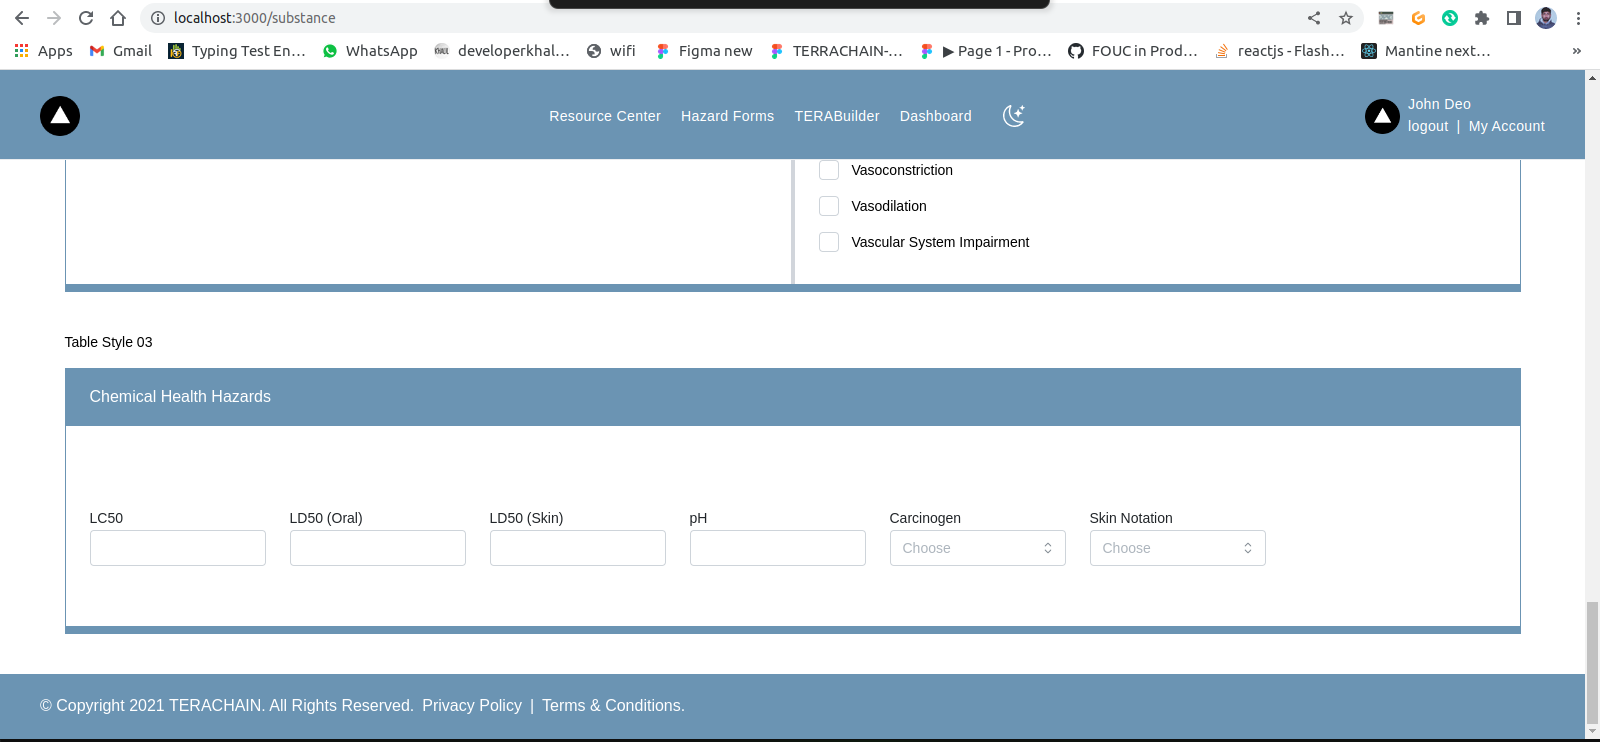 localhost:3000/substance
Apps Gmail Typing Test En... WhatsApp developerkhal... wifi Figma new TERRACHAIN-... ▶ Page 1 - Pro... FOUC in Prod... reactjs - Flash... Mantine next... »
Resource Center Hazard Forms TERABuilder Dashboard
John Deo
logout | My Account
Vasoconstriction
Vasodilation
Vascular System Impairment
Table Style 03
Chemical Health Hazards
LC50 LD50 (Oral) LD50 (Skin) pH Carcinogen Skin Notation
Choose Choose
© Copyright 2021 TERACHAIN. All Rights Reserved. Privacy Policy | Terms & Conditions.